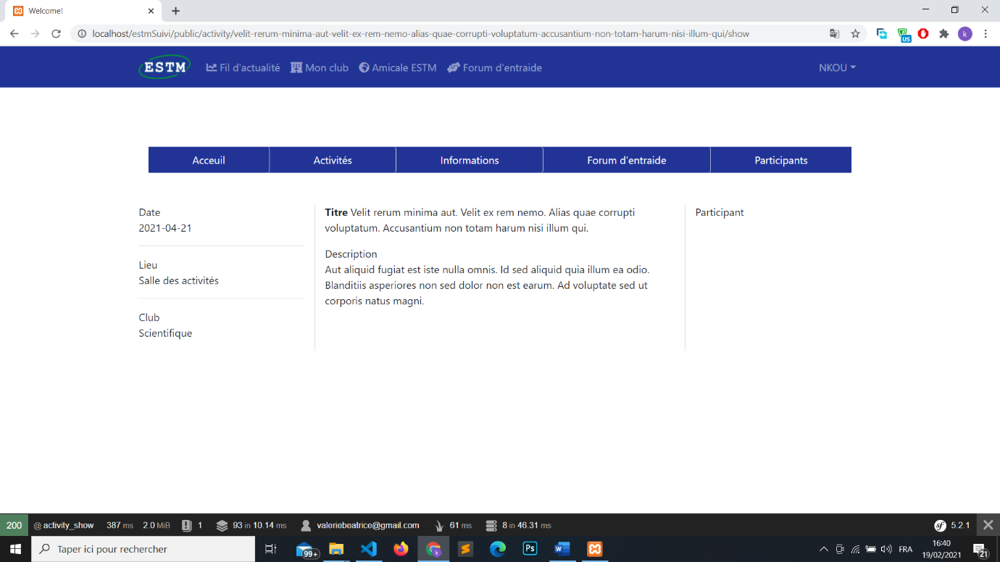 Welcome!
localhost/estmSuivi/public/activity/velit-rerum-minima-aut-velit-ex-rem-nemo-alias-quae-corrupti-voluptatum-accusantium-non-totam-harum-nisi-illum-qui/show
US
k
ESTM Fil d'actualité Mon club Amicale ESTM Forum d'entraide NKOU
Acceuil Activités Informations Forum d'entraide Participants
Date
2021-04-21
Lieu
Salle des activités
Club
Scientifique
Titre Velit rerum minima aut. Velit ex rem nemo. Alias quae corrupti
voluptatum. Accusantium non totam harum nisi illum qui.
Description
Aut aliquid fugiat est iste nulla omnis. Id sed aliquid quia illum ea odio.
Blanditiis asperiores non sed dolor non est earum. Ad voluptate sed ut
corporis natus magni.
Participant
200 @ activity_show 387 ms 2.0 MiB 1 93 in 10.14 ms valeriebeatrice@gmail.com 61 ms 8 in 46.31 ms sf 5.2.1
Taper ici pour rechercher 99+ k Ps W FRA
16:40
19/02/2021
21